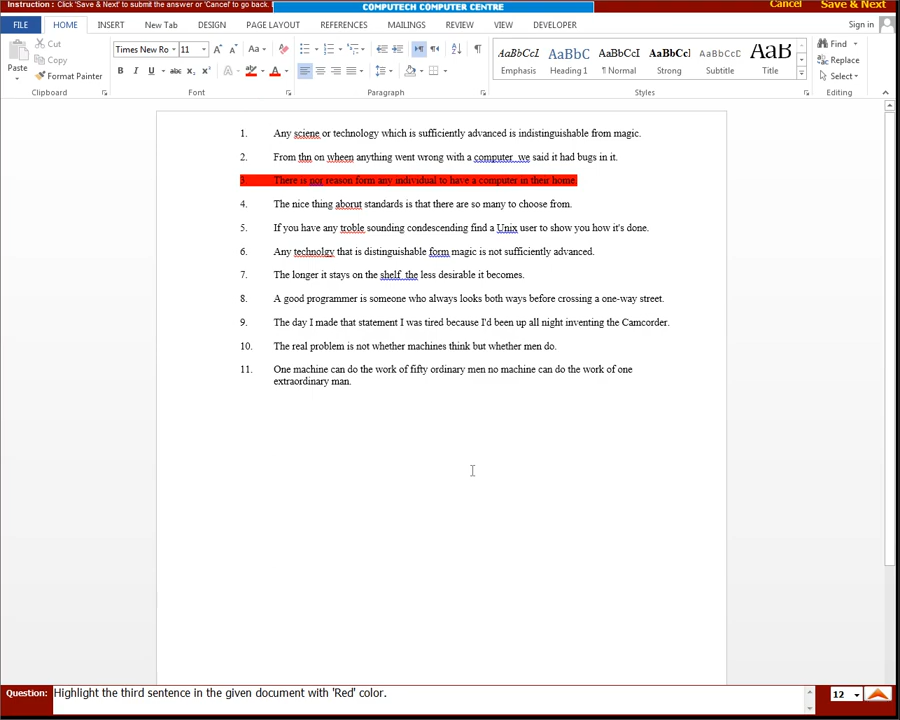 Instruction : Click 'Save & Next' to submit the answer or 'Cancel' to go back.
COMPUTECH COMPUTER CENTRE
Cancel Save & Next
FILE HOME INSERT New Tab DESIGN PAGE LAYOUT REFERENCES MAILINGS REVIEW VIEW DEVELOPER Sign in
Paste
Cut
Copy
Format Painter
Clipboard
Times New Ro 11
Aa
B I U abc x₂ x² A A
Font
Paragraph
AaBbCcI AaBbC AaBbCcI AaBbCc AaBbCcD AaB
Emphasis Heading 1 ¶ Normal Strong Subtitle Title
Styles
Find
Replace
Select
Editing
1. Any sciene or technology which is sufficiently advanced is indistinguishable from magic.
2. From thn on wheen anything went wrong with a computer we said it had bugs in it.
3. There is nor reason form any individual to have a computer in their home.
4. The nice thing aborut standards is that there are so many to choose from.
5. If you have any troble sounding condescending find a Unix user to show you how it's done.
6. Any technolgy that is distinguishable form magic is not sufficiently advanced.
7. The longer it stays on the shelf the less desirable it becomes.
8. A good programmer is someone who always looks both ways before crossing a one-way street.
9. The day I made that statement I was tired because I'd been up all night inventing the Camcorder.
10. The real problem is not whether machines think but whether men do.
11. One machine can do the work of fifty ordinary men no machine can do the work of one
extraordinary man.
Question: Highlight the third sentence in the given document with 'Red' color.
12